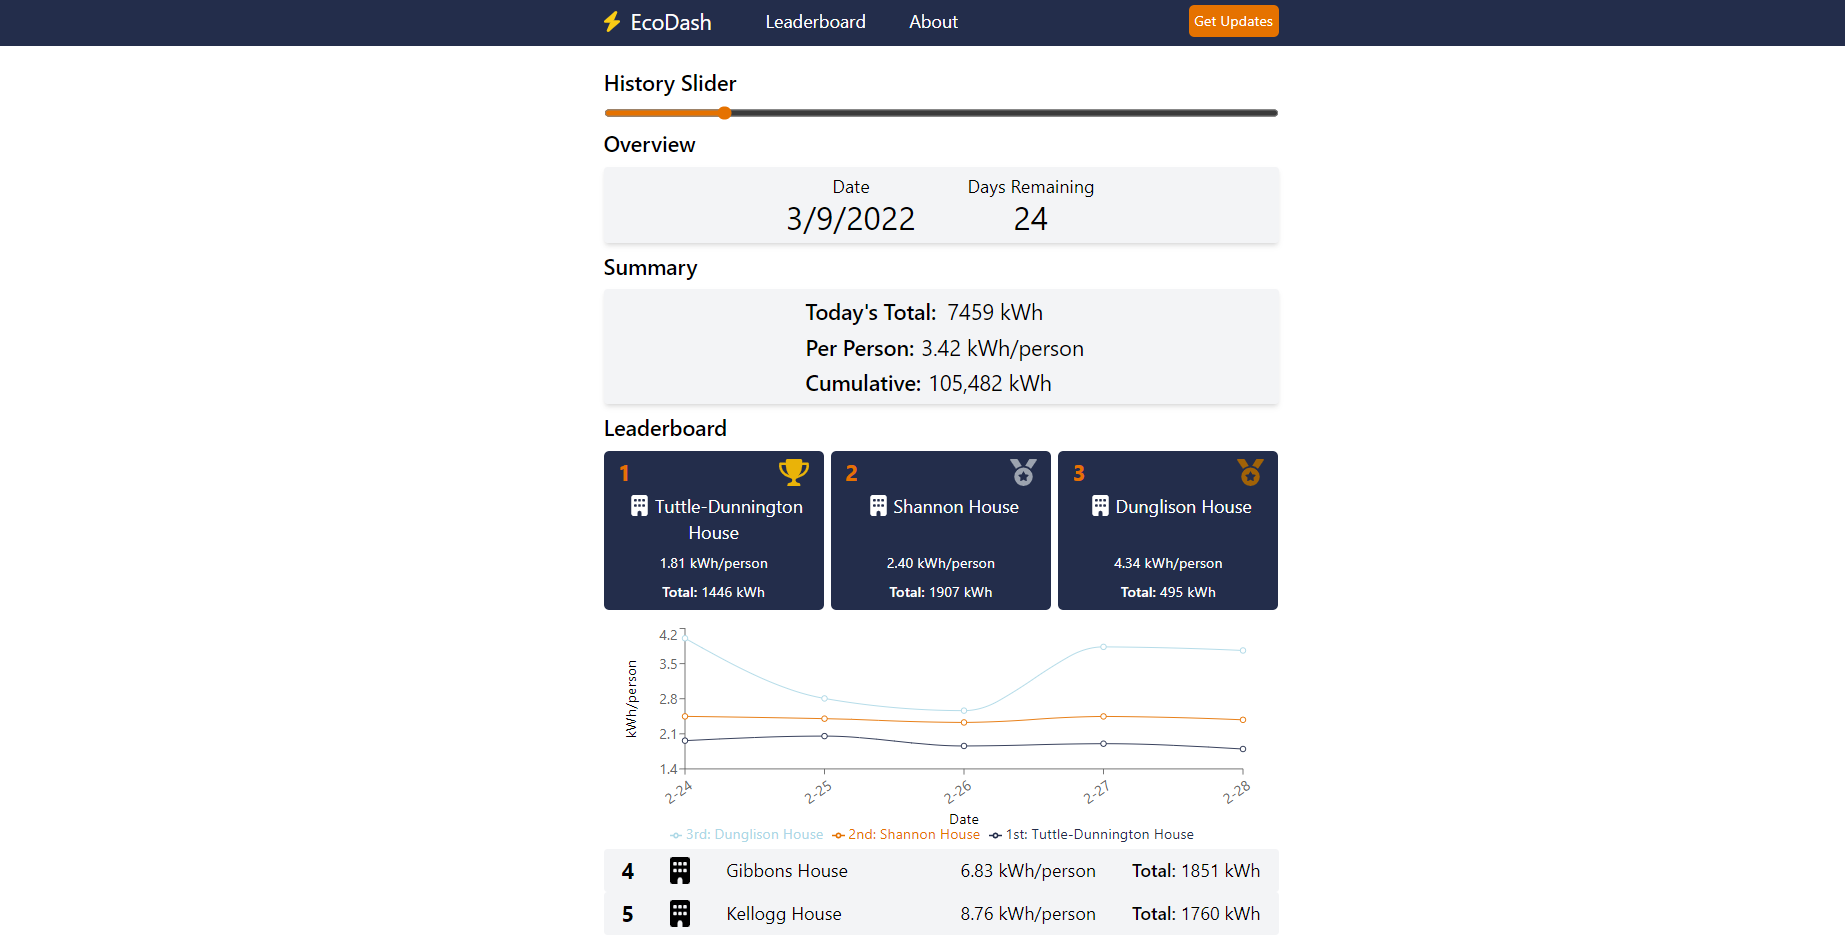 EcoDash Leaderboard About Get Updates
History Slider
Overview
Date Days Remaining
3/9/2022 24
Summary
Today's Total: 7459 kWh
Per Person: 3.42 kWh/person
Cumulative: 105,482 kWh
Leaderboard
1
Tuttle-Dunnington
House
1.81 kWh/person
Total: 1446 kWh
2
Shannon House
2.40 kWh/person
Total: 1907 kWh
3
Dunglison House
4.34 kWh/person
Total: 495 kWh
kWh/person
4.2
3.5
2.8
2.1
1.4
2-24 2-25 2-26 2-27 2-28
Date
3rd: Dunglison House 2nd: Shannon House 1st: Tuttle-Dunnington House
4 Gibbons House 6.83 kWh/person Total: 1851 kWh
5 Kellogg House 8.76 kWh/person Total: 1760 kWh